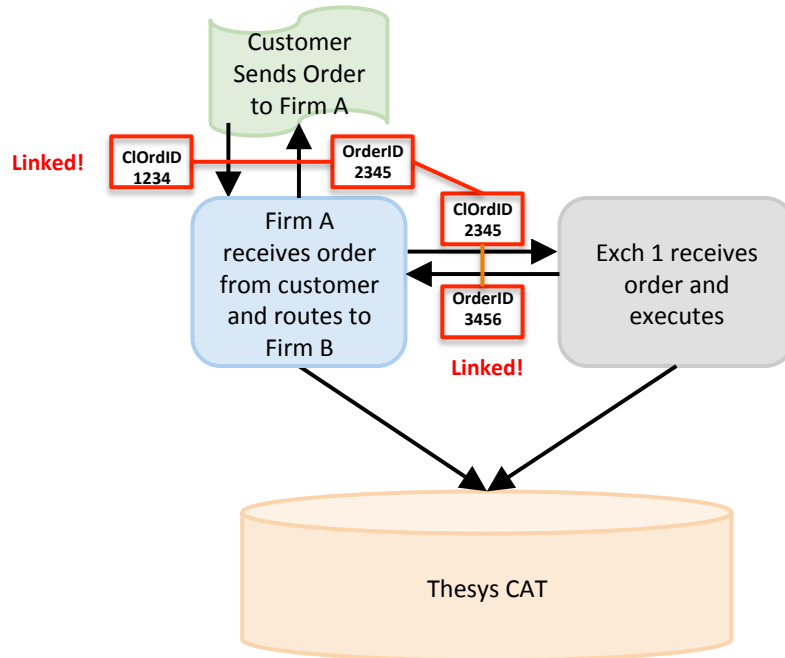 Customer
Sends Order
to Firm A
Linked!
ClOrdID
1234
OrderID
2345
ClOrdID
2345
Firm A
receives order
from customer
and routes to
Firm B
Exch 1 receives
order and
executes
OrderID
3456
Linked!
Thesys CAT